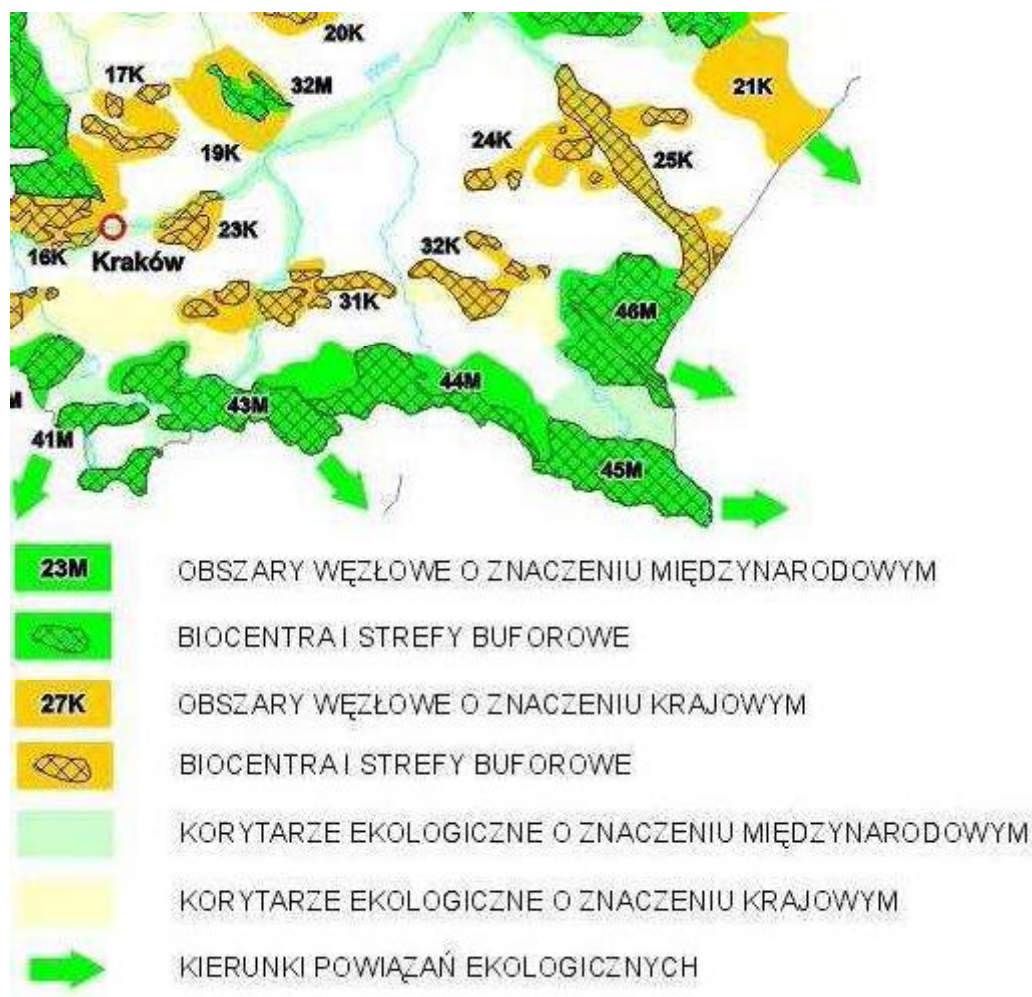 20K
17K
32M
21K
19K
24K
25K
23K
32K
16K
Kraków
31K
46M
44M
43M
41M
45M
23M OBSZARY WĘZŁOWE O ZNACZENIU MIĘDZYNARODOWYM
BIOCENTRA I STREFY BUFOROWE
27K OBSZARY WĘZŁOWE O ZNACZENIU KRAJOWYM
BIOCENTRA I STREFY BUFOROWE
KORYTARZE EKOLOGICZNE O ZNACZENIU MIĘDZYNARODOWYM
KORYTARZE EKOLOGICZNE O ZNACZENIU KRAJOWYM
KIERUNKI POWIĄZAŃ EKOLOGICZNYCH